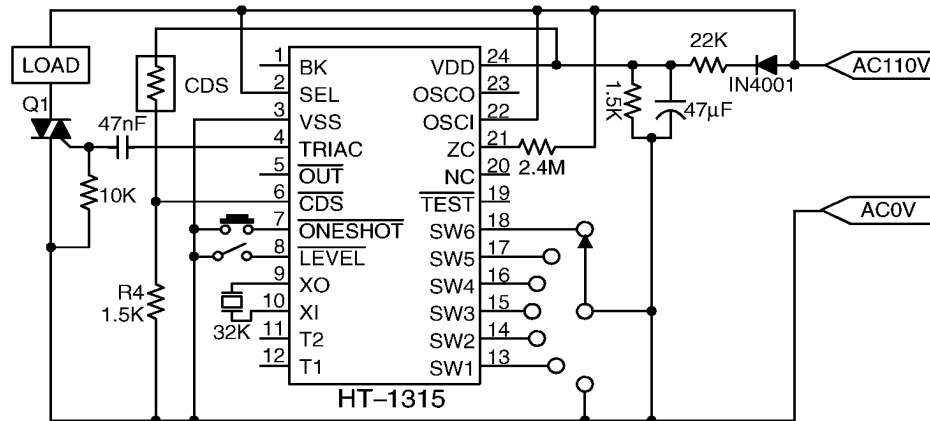 LOAD
Q1
47nF
10K
CDS
R4
1.5K
32K
1 BK
2 SEL
3 VSS
4 TRIAC
5 OUT
6 CDS
7 ONESHOT
8 LEVEL
9 XO
10 XI
11 T2
12 T1
VDD 24
OSCO 23
OSCI 22
ZC 21
NC 20
TEST 19
SW6 18
SW5 17
SW4 16
SW3 15
SW2 14
SW1 13
HT-1315
2.4M
1.5K
47μF
22K
IN4001
AC110V
AC0V